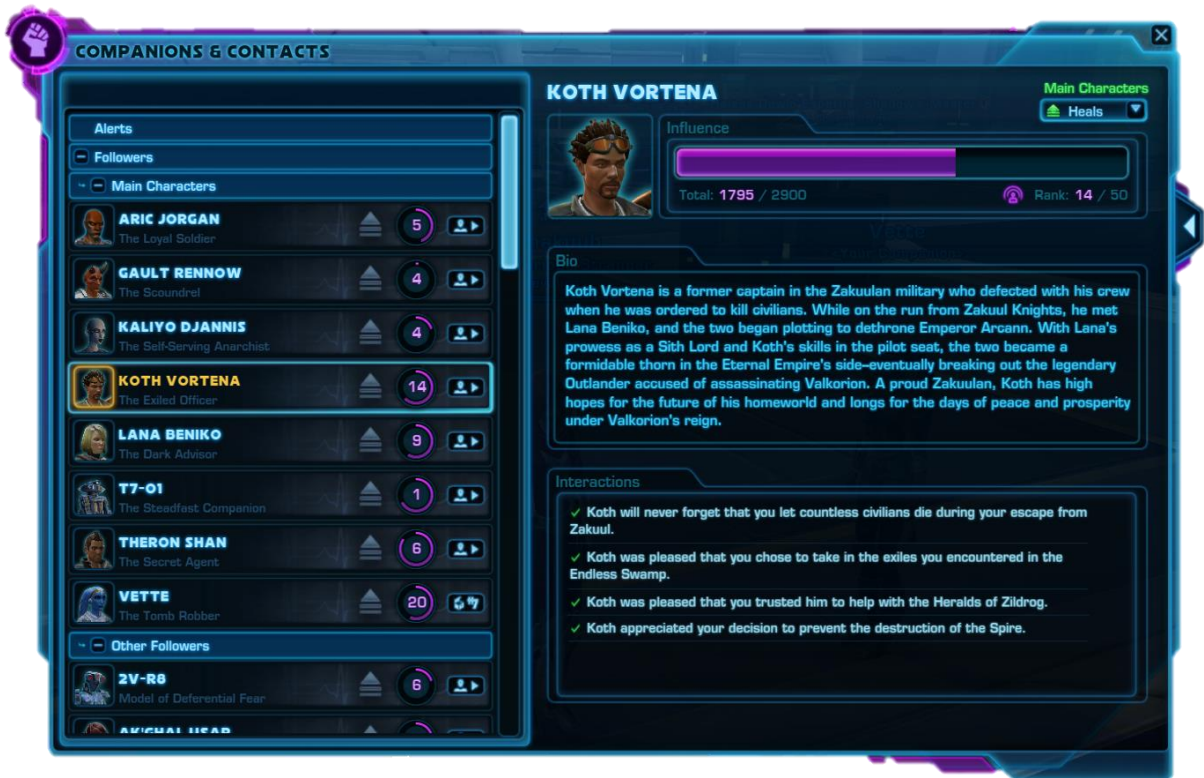 COMPANIONS & CONTACTS
Alerts
Followers
Main Characters
ARIC JORGAN
The Loyal Soldier
5
GAULT RENNOW
The Scoundrel
4
KALIYO DJANNIS
The Self-Serving Anarchist
4
KOTH VORTENA
The Exiled Officer
14
LANA BENIKO
The Dark Advisor
9
T7-O1
The Steadfast Companion
1
THERON SHAN
The Secret Agent
6
VETTE
The Tomb Robber
20
Other Followers
2V-R8
Model of Deferential Fear
6
AK'GHAL USAR
KOTH VORTENA
Main Characters
Heals
Influence
Total: 1795 / 2900
Rank: 14 / 50
Bio
Koth Vortena is a former captain in the Zakuulan military who defected with his crew
when he was ordered to kill civilians. While on the run from Zakuul Knights, he met
Lana Beniko, and the two began plotting to dethrone Emperor Arcann. With Lana's
prowess as a Sith Lord and Koth's skills in the pilot seat, the two became a
formidable thorn in the Eternal Empire's side–eventually breaking out the legendary
Outlander accused of assassinating Valkorion. A proud Zakuulan, Koth has high
hopes for the future of his homeworld and longs for the days of peace and prosperity
under Valkorion's reign.
Interactions
Koth will never forget that you let countless civilians die during your escape from
Zakuul.
Koth was pleased that you chose to take in the exiles you encountered in the
Endless Swamp.
Koth was pleased that you trusted him to help with the Heralds of Zildrog.
Koth appreciated your decision to prevent the destruction of the Spire.